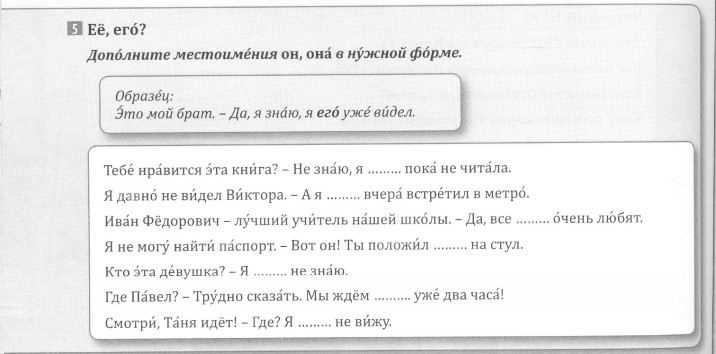 5 Её, его́?
Допо́лните местоиме́ния он, она́ в ну́жной фо́рме.
Образе́ц:
Э́то мой брат. – Да, я зна́ю, я его́ уже́ ви́дел.
Тебе́ нра́вится э́та кни́га? – Не зна́ю, я ......... пока́ не чита́ла.
Я давно́ не ви́дел Ви́ктора. – А я ......... вчера́ встре́тил в метро́.
Ива́н Фёдорович – лу́чший учи́тель на́шей шко́лы. – Да, все ......... о́чень лю́бят.
Я не могу́ найти́ па́спорт. – Вот он! Ты положи́л ......... на стул.
Кто э́та де́вушка? – Я ......... не зна́ю.
Где Па́вел? – Тру́дно сказа́ть. Мы ждём .......... уже́ два часа́!
Смотри́, Та́ня идёт! – Где? Я ......... не ви́жу.